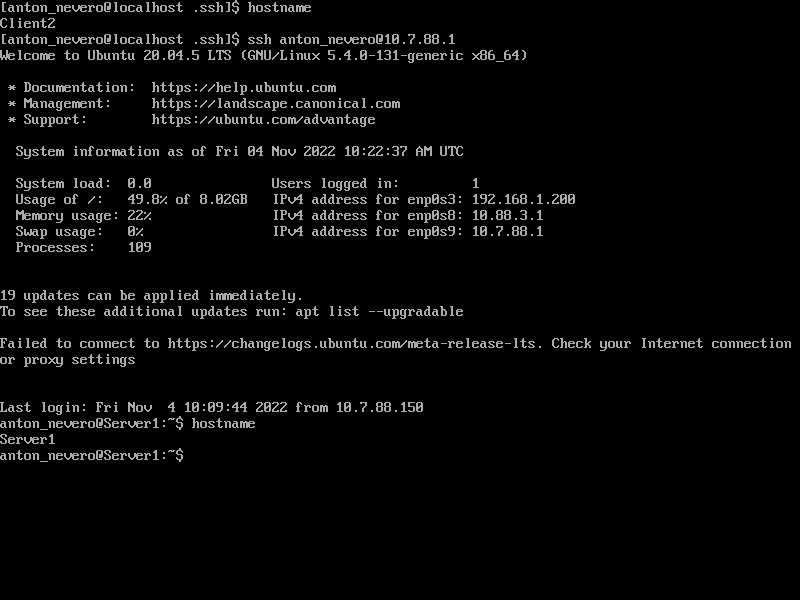 [anton_nevero@localhost .ssh]$ hostname
Client2
[anton_nevero@localhost .ssh]$ ssh anton_nevero@10.7.88.1
Welcome to Ubuntu 20.04.5 LTS (GNU/Linux 5.4.0-131-generic x86_64)

 * Documentation:  https://help.ubuntu.com
 * Management:     https://landscape.canonical.com
 * Support:        https://ubuntu.com/advantage

  System information as of Fri 04 Nov 2022 10:22:37 AM UTC

  System load:  0.0               Users logged in:         1
  Usage of /:   49.8% of 8.02GB   IPv4 address for enp0s3: 192.168.1.200
  Memory usage: 22%               IPv4 address for enp0s8: 10.88.3.1
  Swap usage:   0%                IPv4 address for enp0s9: 10.7.88.1
  Processes:    109

19 updates can be applied immediately.
To see these additional updates run: apt list --upgradable

Failed to connect to https://changelogs.ubuntu.com/meta-release-lts. Check your Internet connection
or proxy settings

Last login: Fri Nov  4 10:09:44 2022 from 10.7.88.150
anton_nevero@Server1:~$ hostname
Server1
anton_nevero@Server1:~$